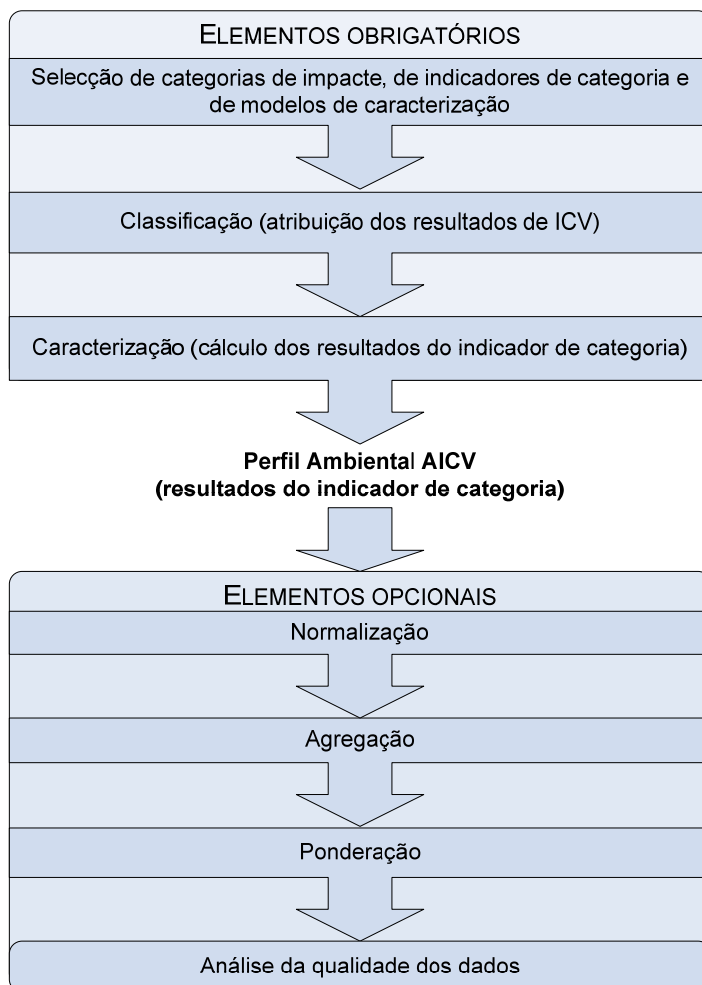 ELEMENTOS OBRIGATÓRIOS
Selecção de categorias de impacte, de indicadores de categoria e
de modelos de caracterização
Classificação (atribuição dos resultados de ICV)
Caracterização (cálculo dos resultados do indicador de categoria)
Perfil Ambiental AICV
(resultados do indicador de categoria)
ELEMENTOS OPCIONAIS
Normalização
Agregação
Ponderação
Análise da qualidade dos dados